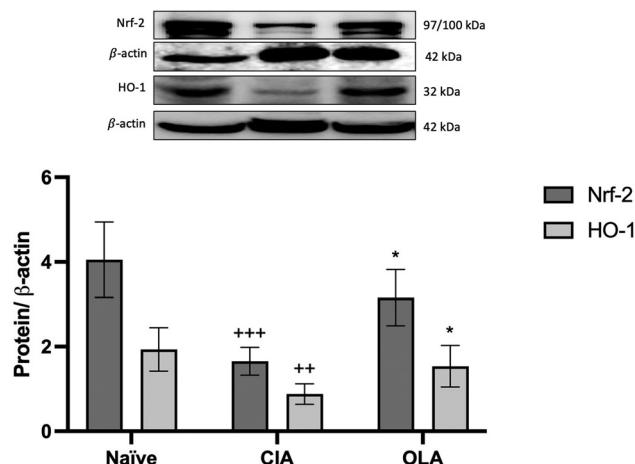 Nrf-2 97/100 kDa
β-actin 42 kDa
HO-1 32 kDa
β-actin 42 kDa
6
4
2
0
Protein/ β-actin
Nrf-2
HO-1
*
+++
++
*
Naïve CIA OLA